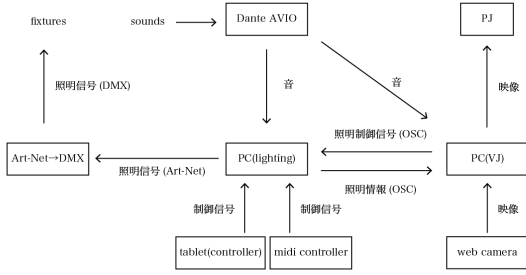 fixtures
sounds
Dante AVIO
PJ
照明信号 (DMX)
音
音
映像
照明制御信号 (OSC)
Art-Net→DMX
PC(lighting)
PC(VJ)
照明信号 (Art-Net)
照明情報 (OSC)
制御信号
制御信号
映像
tablet(controller)
midi controller
web camera